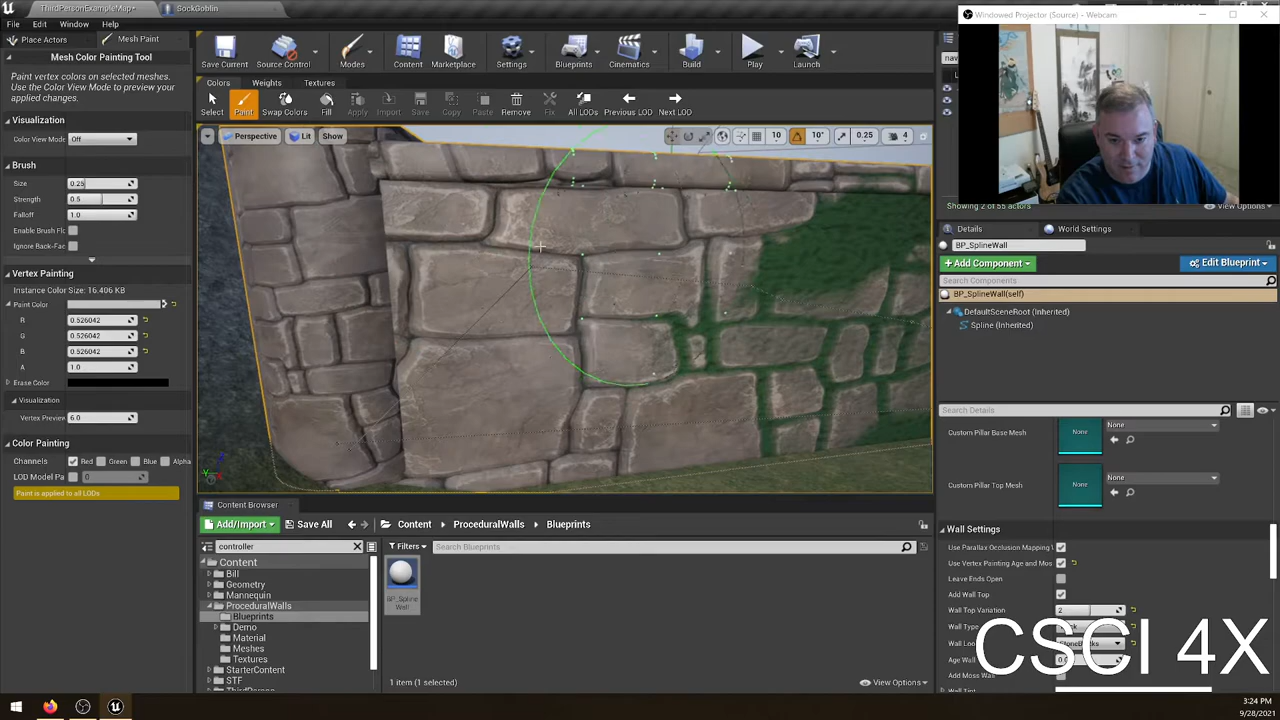 ThirdPersonExampleMap*
SockGoblin
Windowed Projector (Source) - Webcam
File
Edit
Window
Help
Place Actors
Mesh Paint
Mesh Color Painting Tool
Paint vertex colors on selected meshes.
Use the Color View Mode to preview your
applied changes.
Visualization
Color View Mode
Off
Brush
Size
0.25
Strength
0.5
Falloff
1.0
Enable Brush Flo
Ignore Back-Fac
Vertex Painting
Instance Color Size: 16.406 KB
Paint Color
R
0.526042
G
0.526042
B
0.526042
A
1.0
Erase Color
Visualization
Vertex Preview
6.0
Color Painting
Channels
Red
Green
Blue
Alpha
LOD Model Pa
0
Paint is applied to all LODs
Save Current
Source Control
Modes
Content
Marketplace
Settings
Blueprints
Cinematics
Build
Play
Launch
Colors
Weights
Textures
Select
Paint
Swap Colors
Fill
Apply
Import
Save
Copy
Paste
Remove
Fix
All LODs
Previous LOD
Next LOD
Perspective
Lit
Show
10
10°
0.25
4
Content Browser
Add/Import
Save All
Content
ProceduralWalls
Blueprints
controller
Filters
Search Blueprints
Content
Bill
Geometry
Mannequin
ProceduralWalls
Blueprints
Demo
Material
Meshes
Textures
StarterContent
STF
BP_Spline
Wall
1 item (1 selected)
View Options
nav
Showing 2 of 55 actors
View Options
Details
World Settings
BP_SplineWall
Add Component
Edit Blueprint
Search Components
BP_SplineWall(self)
DefaultSceneRoot (Inherited)
Spline (Inherited)
Search Details
Custom Pillar Base Mesh
None
None
Custom Pillar Top Mesh
None
None
Wall Settings
Use Parallax Occlusion Mapping
Use Vertex Painting Age and Mos
Leave Ends Open
Add Wall Top
Wall Top Variation
2
Wall Type
Wall Loo
Age Wall
Add Moss Wall
Wall Tint
CSCI 4X
3:24 PM
9/28/2021